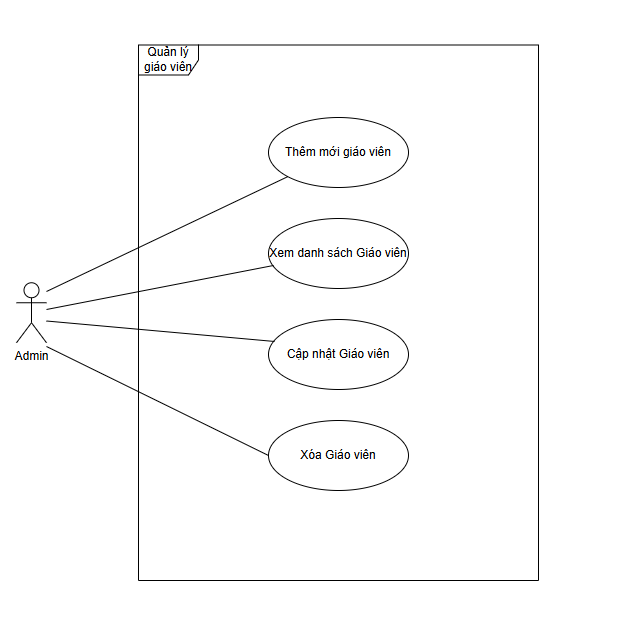 Quản lý
giáo viên
Thêm mới giáo viên
Xem danh sách Giáo viên
Cập nhật Giáo viên
Admin
Xóa Giáo viên